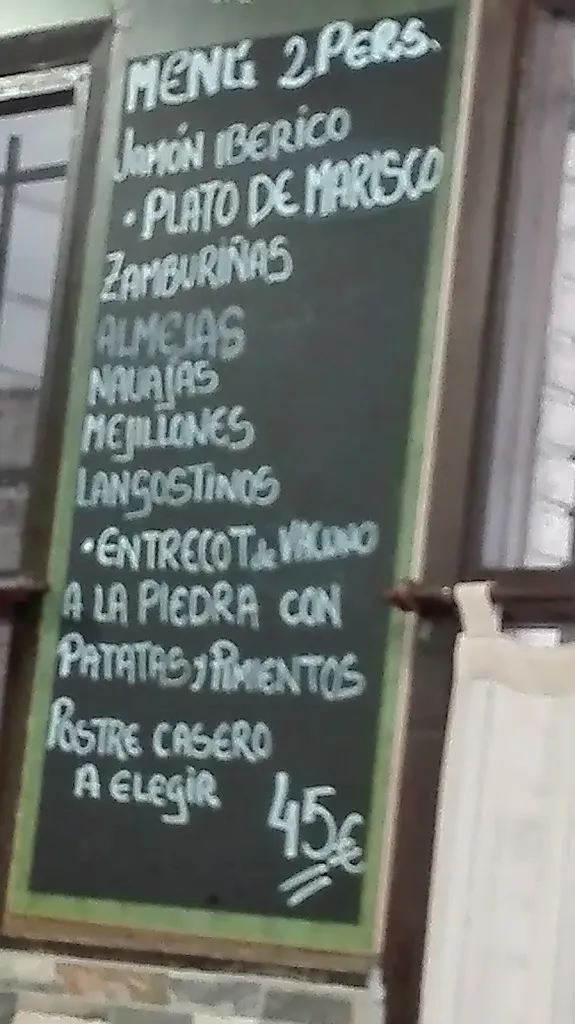 MENÚ 2 PERS.
JAMÓN IBERICO
• PLATO DE MARISCO
ZAMBURIÑAS
ALMEJAS
NAVAJAS
MEJILLONES
LANGOSTINOS
• ENTRECOT de VACUNO
A LA PIEDRA CON
PATATAS y PIMIENTOS
POSTRE CASERO
A ELEGIR
45€